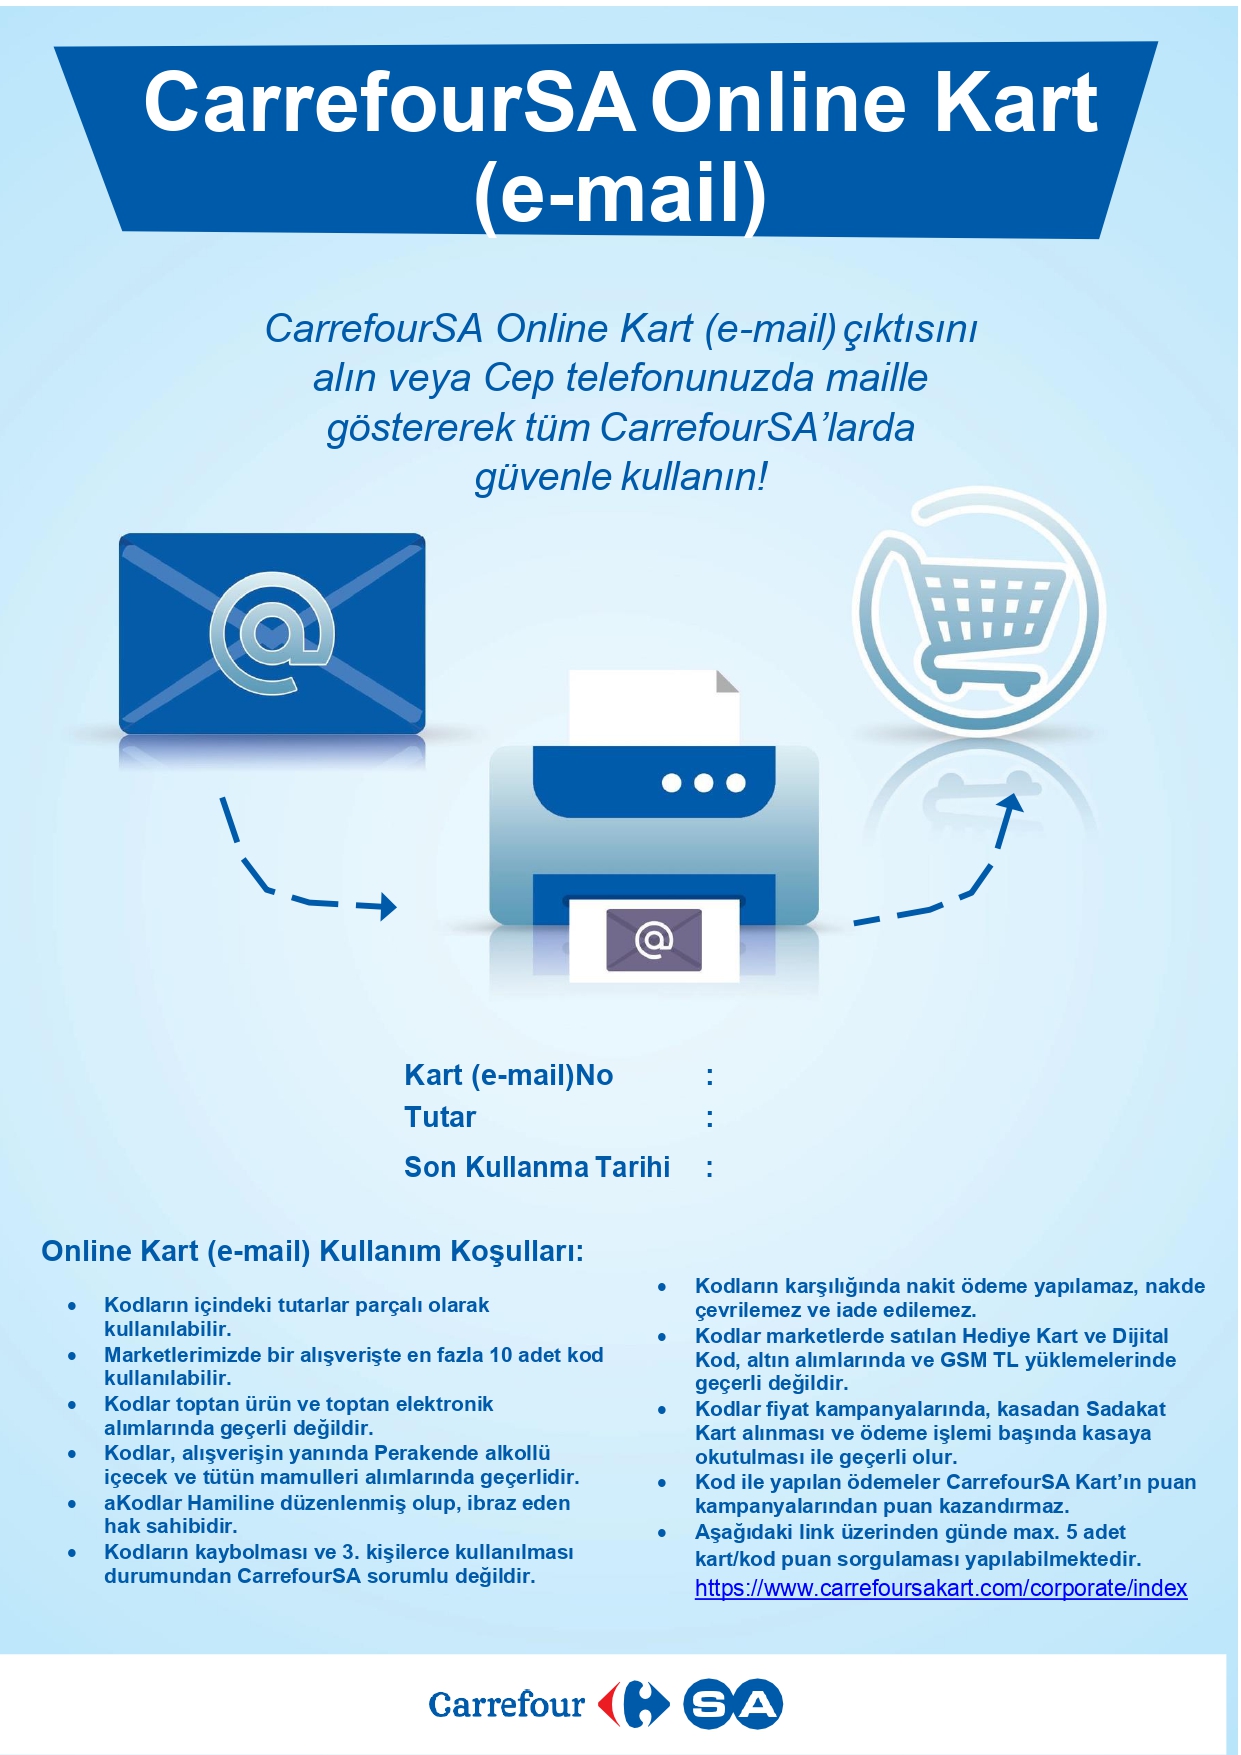 CarrefourSA Online Kart
(e-mail)
CarrefourSA Online Kart (e-mail) çıktısını
alın veya Cep telefonunuzda maille
göstererek tüm CarrefourSA’larda
güvenle kullanın!
@
@
Kart (e-mail)No :
Tutar :
Son Kullanma Tarihi :
Online Kart (e-mail) Kullanım Koşulları:
• Kodların içindeki tutarlar parçalı olarak
kullanılabilir.
• Marketlerimizde bir alışverişte en fazla 10 adet kod
kullanılabilir.
• Kodlar toptan ürün ve toptan elektronik
alımlarında geçerli değildir.
• Kodlar, alışverişin yanında Perakende alkollü
içecek ve tütün mamulleri alımlarında geçerlidir.
• aKodlar Hamiline düzenlenmiş olup, ibraz eden
hak sahibidir.
• Kodların kaybolması ve 3. kişilerce kullanılması
durumundan CarrefourSA sorumlu değildir.
• Kodların karşılığında nakit ödeme yapılamaz, nakde
çevrilemez ve iade edilemez.
• Kodlar marketlerde satılan Hediye Kart ve Dijital
Kod, altın alımlarında ve GSM TL yüklemelerinde
geçerli değildir.
• Kodlar fiyat kampanyalarında, kasadan Sadakat
Kart alınması ve ödeme işlemi başında kasaya
okutulması ile geçerli olur.
• Kod ile yapılan ödemeler CarrefourSA Kart’ın puan
kampanyalarından puan kazandırmaz.
• Aşağıdaki link üzerinden günde max. 5 adet
kart/kod puan sorgulaması yapılabilmektedir.
https://www.carrefoursakart.com/corporate/index
Carrefour SA